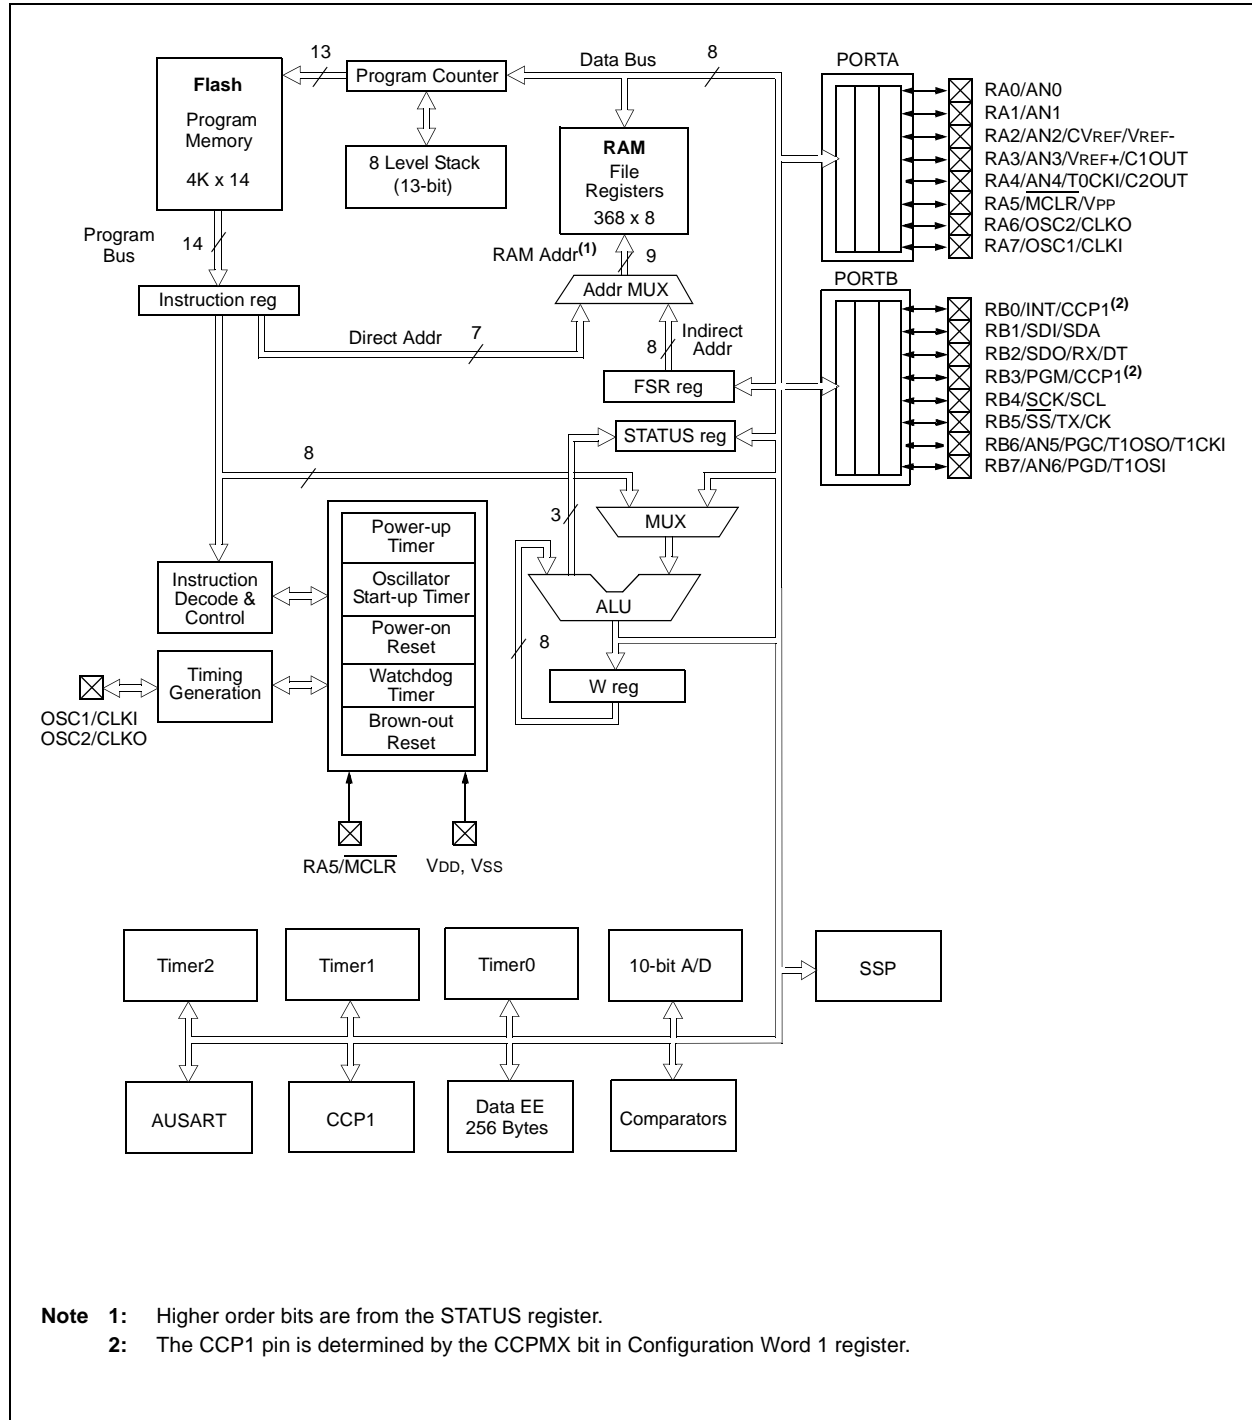 13
Data Bus
8
PORTA
Flash
Program
Memory
4K x 14
Program Counter
8 Level Stack
(13-bit)
RAM
File
Registers
368 x 8
RA0/AN0
RA1/AN1
RA2/AN2/CVREF/VREF-
RA3/AN3/VREF+/C1OUT
RA4/AN4/T0CKI/C2OUT
RA5/MCLR/VPP
RA6/OSC2/CLKO
RA7/OSC1/CLKI
Program
Bus
14
RAM Addr(1)
9
PORTB
Instruction reg
Addr MUX
Direct Addr
7
8
Indirect
Addr
FSR reg
STATUS reg
RB0/INT/CCP1(2)
RB1/SDI/SDA
RB2/SDO/RX/DT
RB3/PGM/CCP1(2)
RB4/SCK/SCL
RB5/SS/TX/CK
RB6/AN5/PGC/T1OSO/T1CKI
RB7/AN6/PGD/T1OSI
8
3
MUX
Power-up
Timer
Oscillator
Start-up Timer
Power-on
Reset
Watchdog
Timer
Brown-out
Reset
Instruction
Decode &
Control
ALU
8
W reg
Timing
Generation
OSC1/CLKI
OSC2/CLKO
RA5/MCLR
VDD, VSS
Timer2
Timer1
Timer0
10-bit A/D
SSP
AUSART
CCP1
Data EE
256 Bytes
Comparators
Note 1: Higher order bits are from the STATUS register.
2: The CCP1 pin is determined by the CCPMX bit in Configuration Word 1 register.